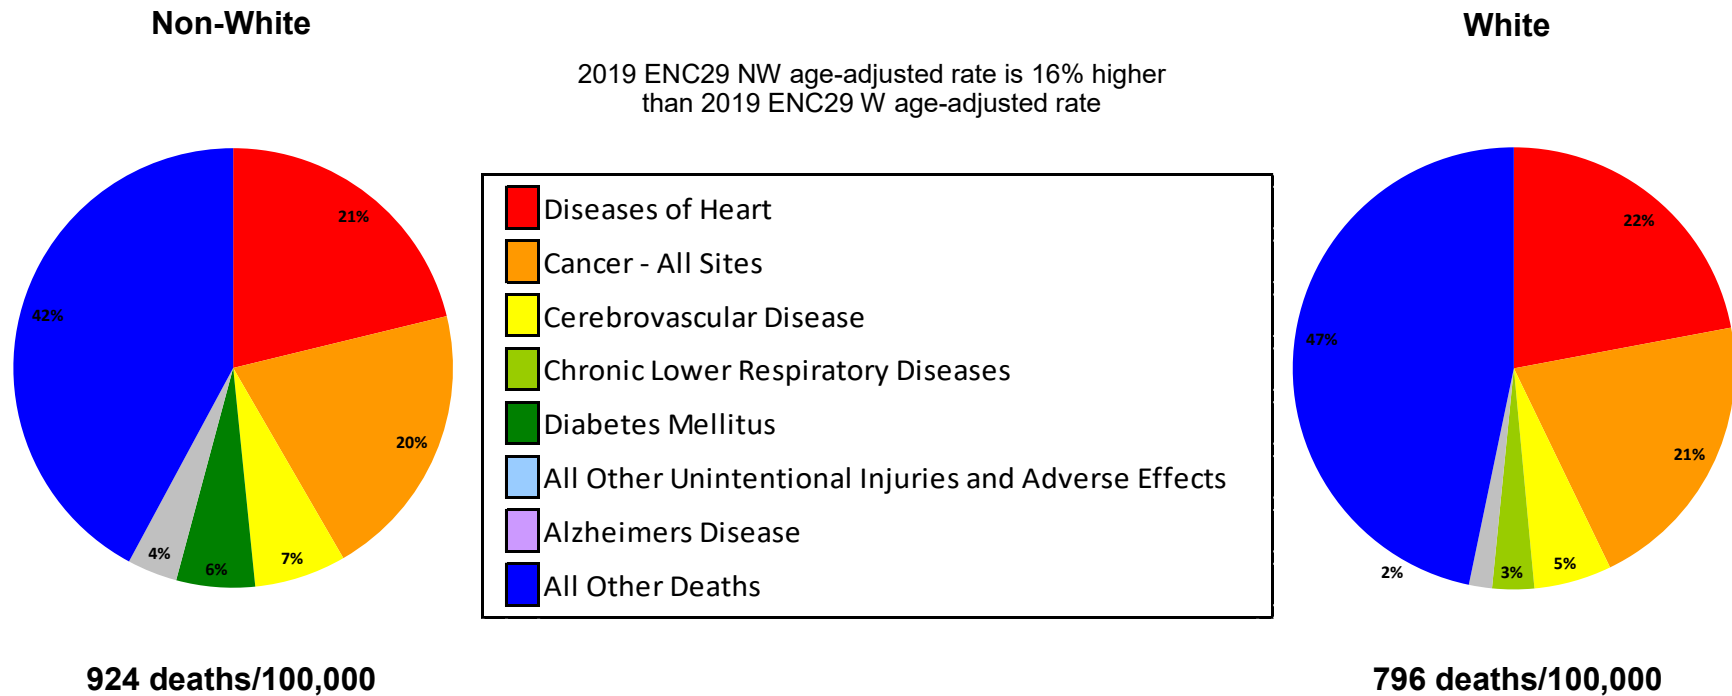 Non-White
White
2019 ENC29 NW age-adjusted rate is 16% higher
than 2019 ENC29 W age-adjusted rate
21%
20%
7%
6%
4%
42%
Diseases of Heart
Cancer - All Sites
Cerebrovascular Disease
Chronic Lower Respiratory Diseases
Diabetes Mellitus
All Other Unintentional Injuries and Adverse Effects
Alzheimers Disease
All Other Deaths
22%
21%
5%
3%
2%
47%
924 deaths/100,000
796 deaths/100,000